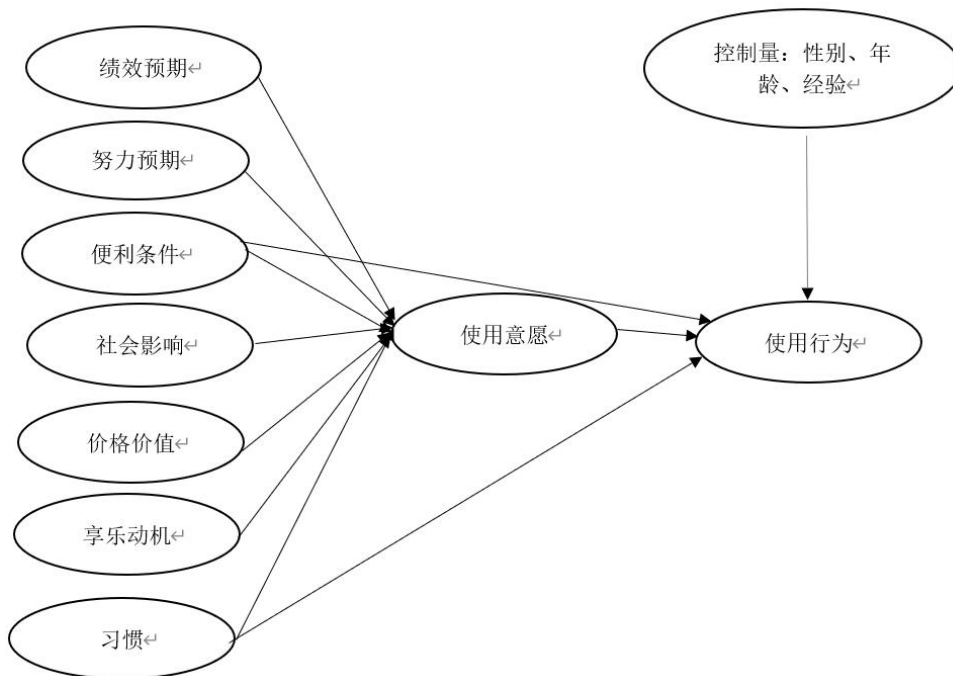 绩效预期
努力预期
便利条件
社会影响
价格价值
享乐动机
习惯
使用意愿
控制量：性别、年
龄、经验
使用行为